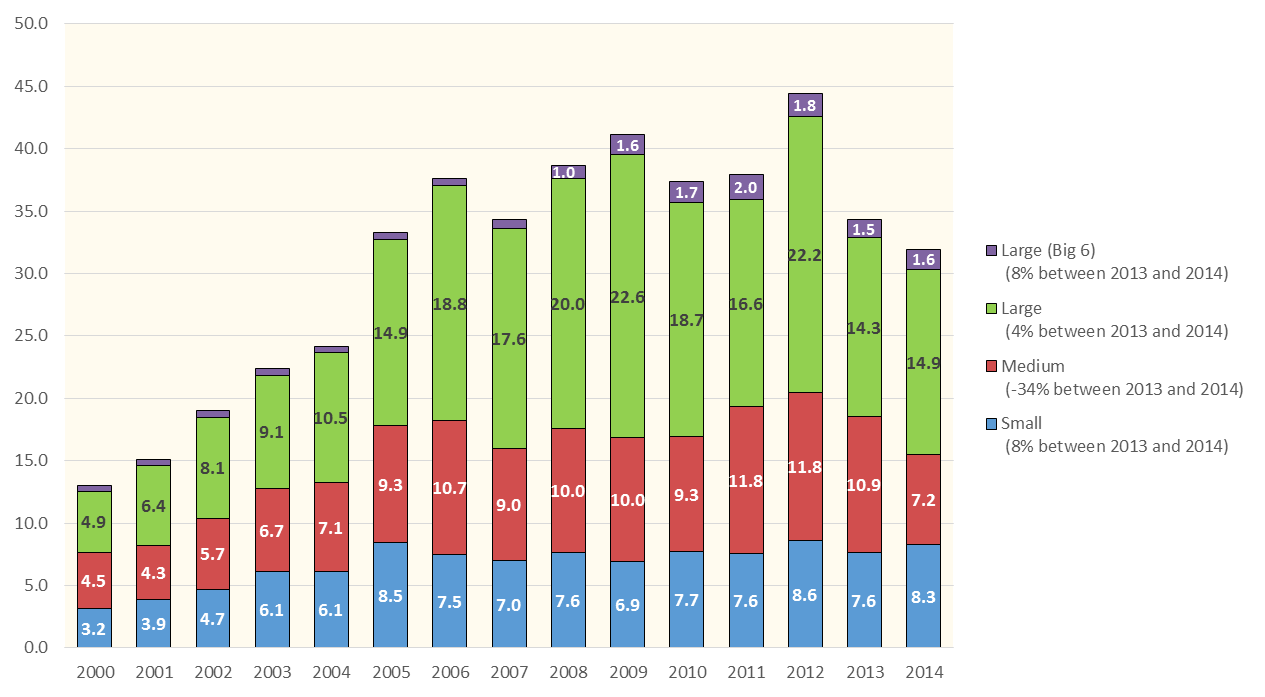 50.0
45.0
40.0
35.0
30.0
25.0
20.0
15.0
10.0
5.0
0.0
1.0 1.6 1.7 2.0 1.8 1.5 1.6
4.9 6.4 8.1 9.1 10.5 14.9 18.8 17.6 20.0 22.6 18.7 16.6 22.2 14.3 14.9
4.5 4.3 5.7 6.7 7.1 9.3 10.7 9.0 10.0 10.0 9.3 11.8 11.8 10.9 7.2
3.2 3.9 4.7 6.1 6.1 8.5 7.5 7.0 7.6 6.9 7.7 7.6 8.6 7.6 8.3
2000 2001 2002 2003 2004 2005 2006 2007 2008 2009 2010 2011 2012 2013 2014
Large (Big 6)
(8% between 2013 and 2014)
Large
(4% between 2013 and 2014)
Medium
(-34% between 2013 and 2014)
Small
(8% between 2013 and 2014)